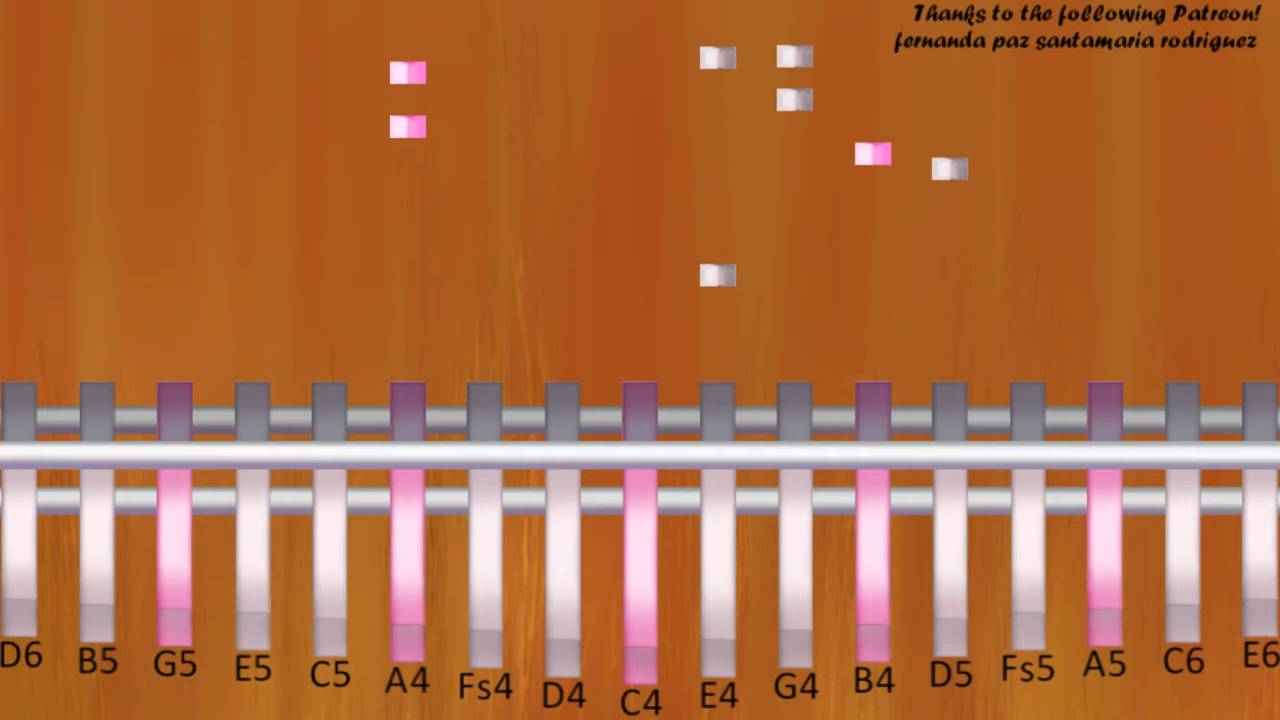 Thanks to the following Patreon!
fernanda paz santamaria rodriguez
D6 B5 G5 E5 C5 A4 Fs4 D4 C4 E4 G4 B4 D5 Fs5 A5 C6 E6